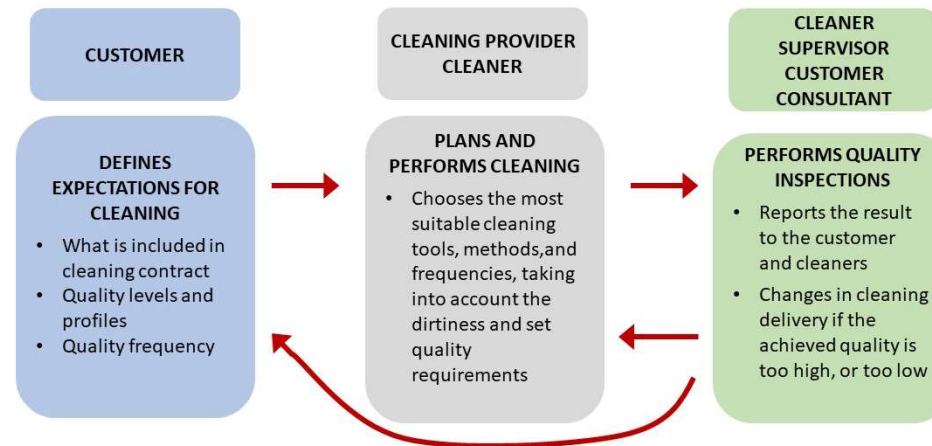 CUSTOMER
DEFINES
EXPECTATIONS FOR
CLEANING
• What is included in
cleaning contract
• Quality levels and
profiles
• Quality frequency
CLEANING PROVIDER
CLEANER
PLANS AND
PERFORMS CLEANING
• Chooses the most
suitable cleaning
tools, methods,and
frequencies, taking
into account the
dirtiness and set
quality
requirements
CLEANER
SUPERVISOR
CUSTOMER
CONSULTANT
PERFORMS QUALITY
INSPECTIONS
• Reports the result
to the customer
and cleaners
• Changes in cleaning
delivery if the
achieved quality is
too high, or too low